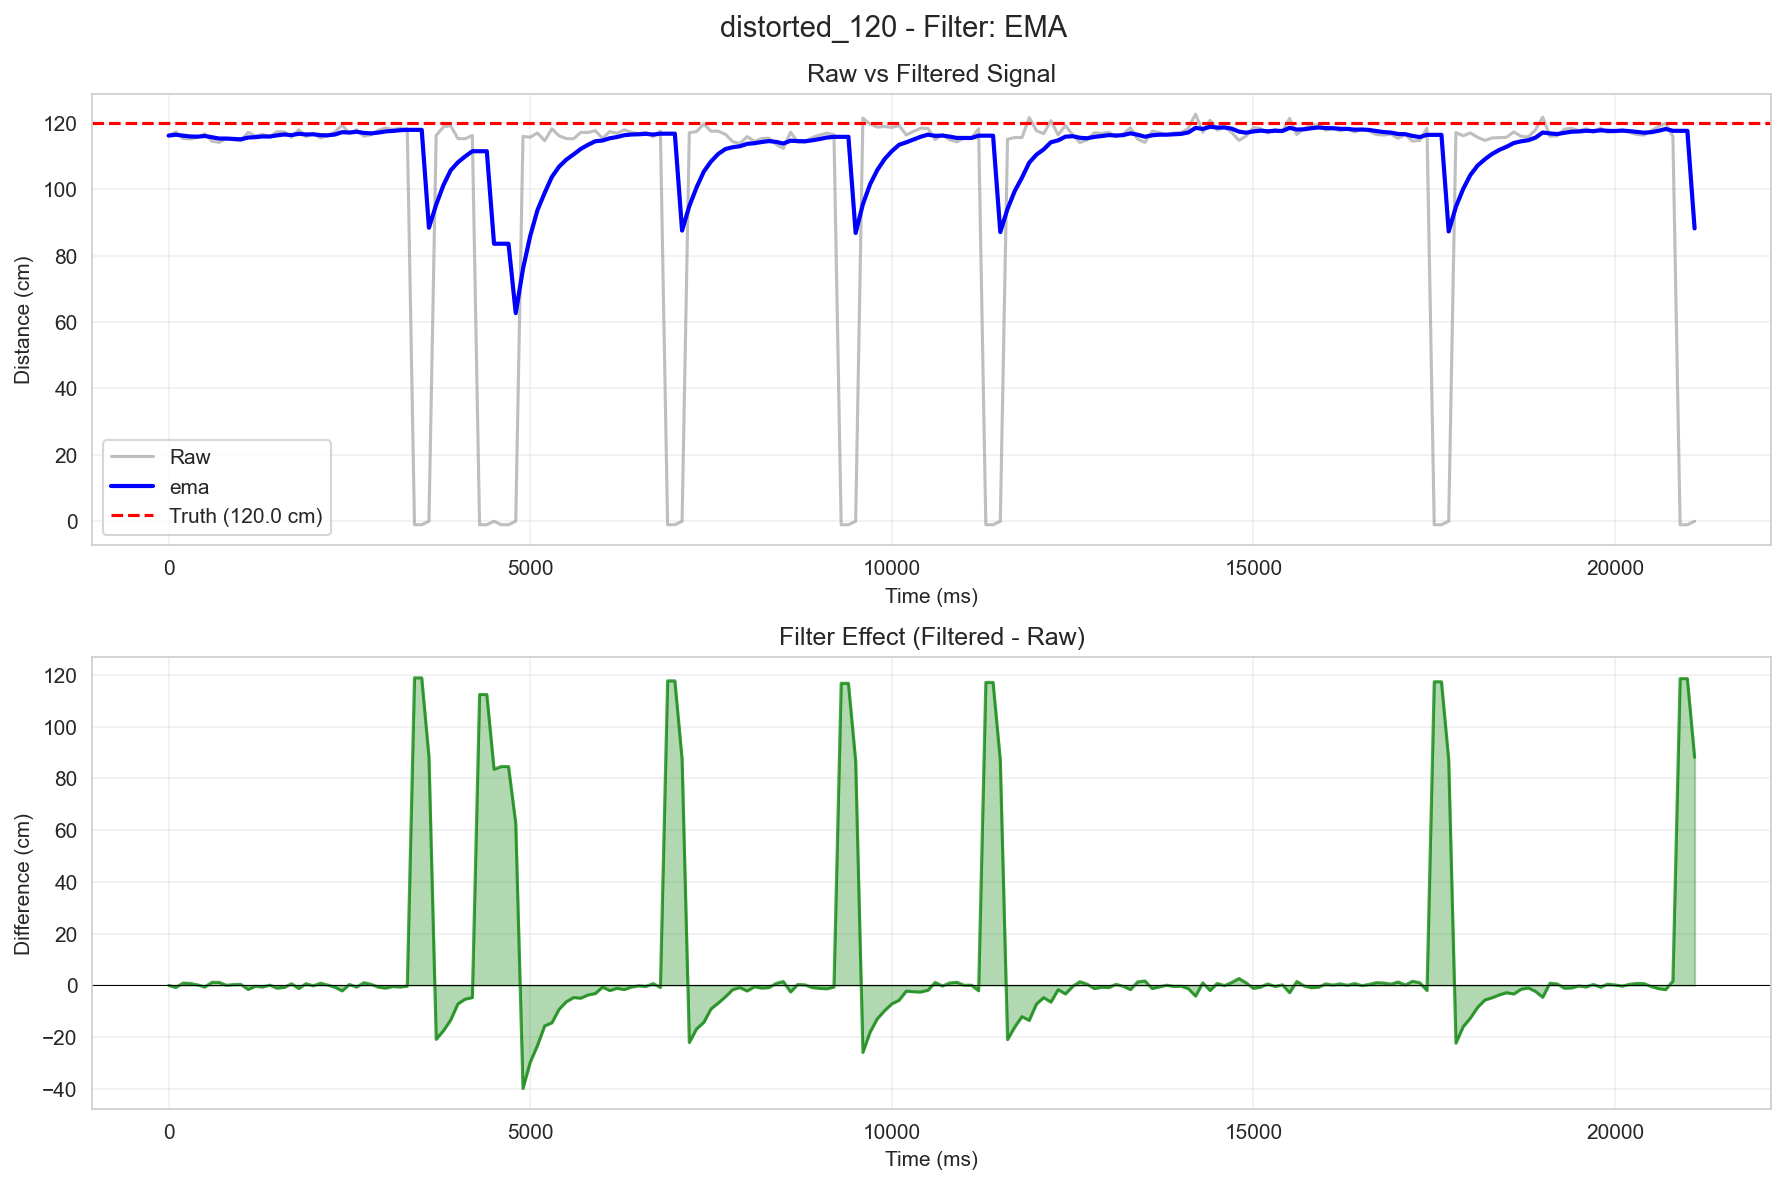 distorted_120 - Filter: EMA
Raw vs Filtered Signal
120
100
80
60
40
20
0
Distance (cm)
Raw
ema
Truth (120.0 cm)
0 5000 10000 15000 20000
Time (ms)
Filter Effect (Filtered - Raw)
120
100
80
60
40
20
0
−20
−40
Difference (cm)
0 5000 10000 15000 20000
Time (ms)